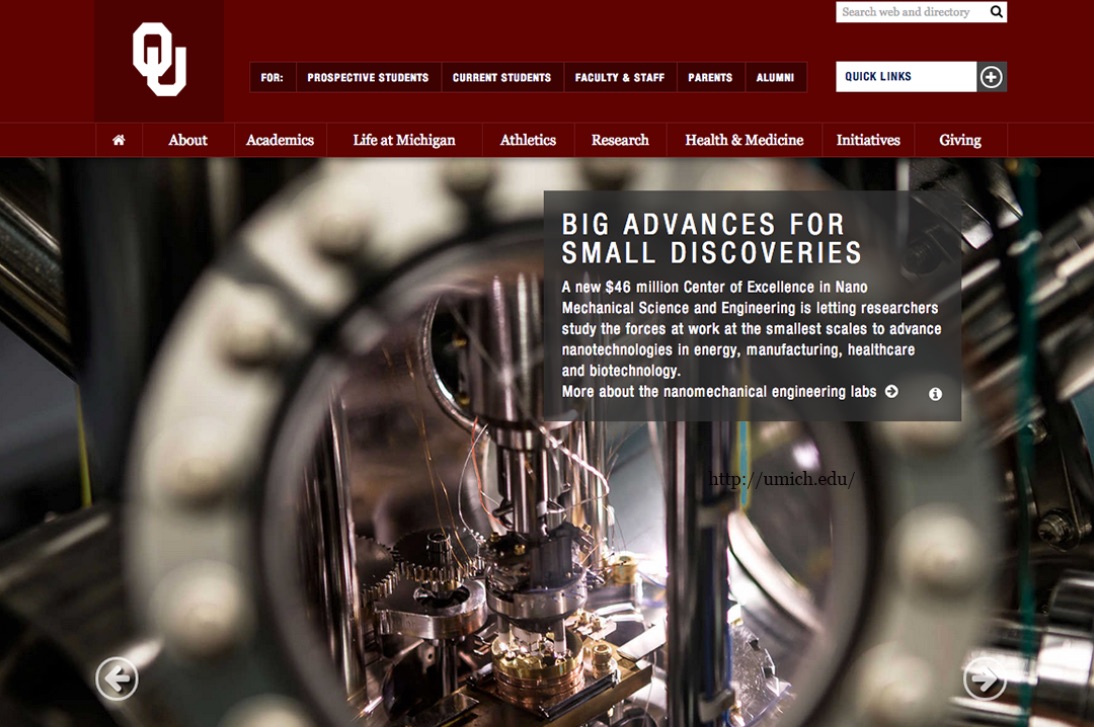 Search web and directory
OU
FOR: PROSPECTIVE STUDENTS CURRENT STUDENTS FACULTY & STAFF PARENTS ALUMNI
QUICK LINKS
About Academics Life at Michigan Athletics Research Health & Medicine Initiatives Giving
BIG ADVANCES FOR
SMALL DISCOVERIES
A new $46 million Center of Excellence in Nano
Mechanical Science and Engineering is letting researchers
study the forces at work at the smallest scales to advance
nanotechnologies in energy, manufacturing, healthcare
and biotechnology.
More about the nanomechanical engineering labs
http://umich.edu/